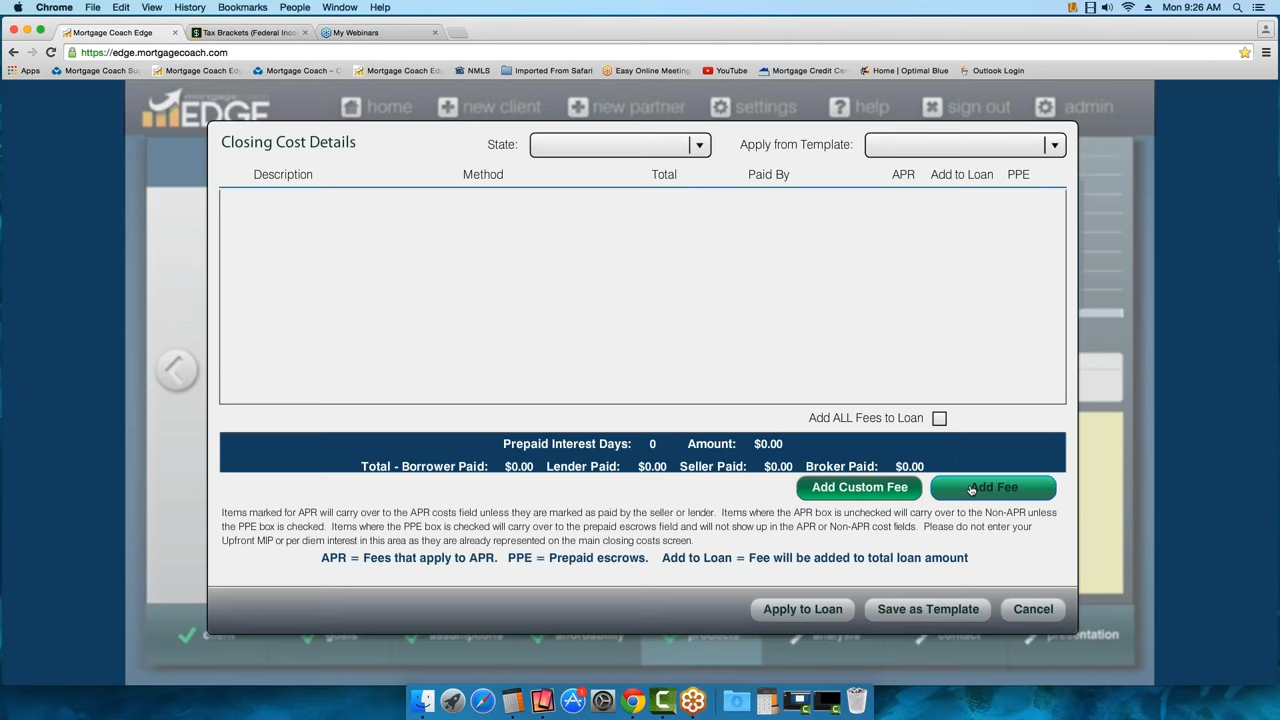 Chrome File Edit View History Bookmarks People Window Help Mon 9:26 AM
Mortgage Coach Edge Tax Brackets (Federal Inco My Webinars
https://edge.mortgagecoach.com
Apps Mortgage Coach Su Mortgage Coach Edg Mortgage Coach - C Mortgage Coach Edg NMLS Imported From Safari Easy Online Meeting YouTube Mortgage Credit Cer Home | Optimal Blue Outlook Login
EDGE home new client new partner settings help sign out admin
Closing Cost Details State: Apply from Template:
Description Method Total Paid By APR Add to Loan PPE
Add ALL Fees to Loan
Prepaid Interest Days: 0 Amount: $0.00
Total - Borrower Paid: $0.00 Lender Paid: $0.00 Seller Paid: $0.00 Broker Paid: $0.00
Add Custom Fee Add Fee
Items marked for APR will carry over to the APR costs field unless they are marked as paid by the seller or lender. Items where the APR box is unchecked will carry over to the Non-APR unless
the PPE box is checked. Items where the PPE box is checked will carry over to the prepaid escrows field and will not show up in the APR or Non-APR cost fields. Please do not enter your
Upfront MIP or per diem interest in this area as they are already represented on the main closing costs screen.
APR = Fees that apply to APR. PPE = Prepaid escrows. Add to Loan = Fee will be added to total loan amount
Apply to Loan Save as Template Cancel
client goals assumptions affordability products analysis contact presentation